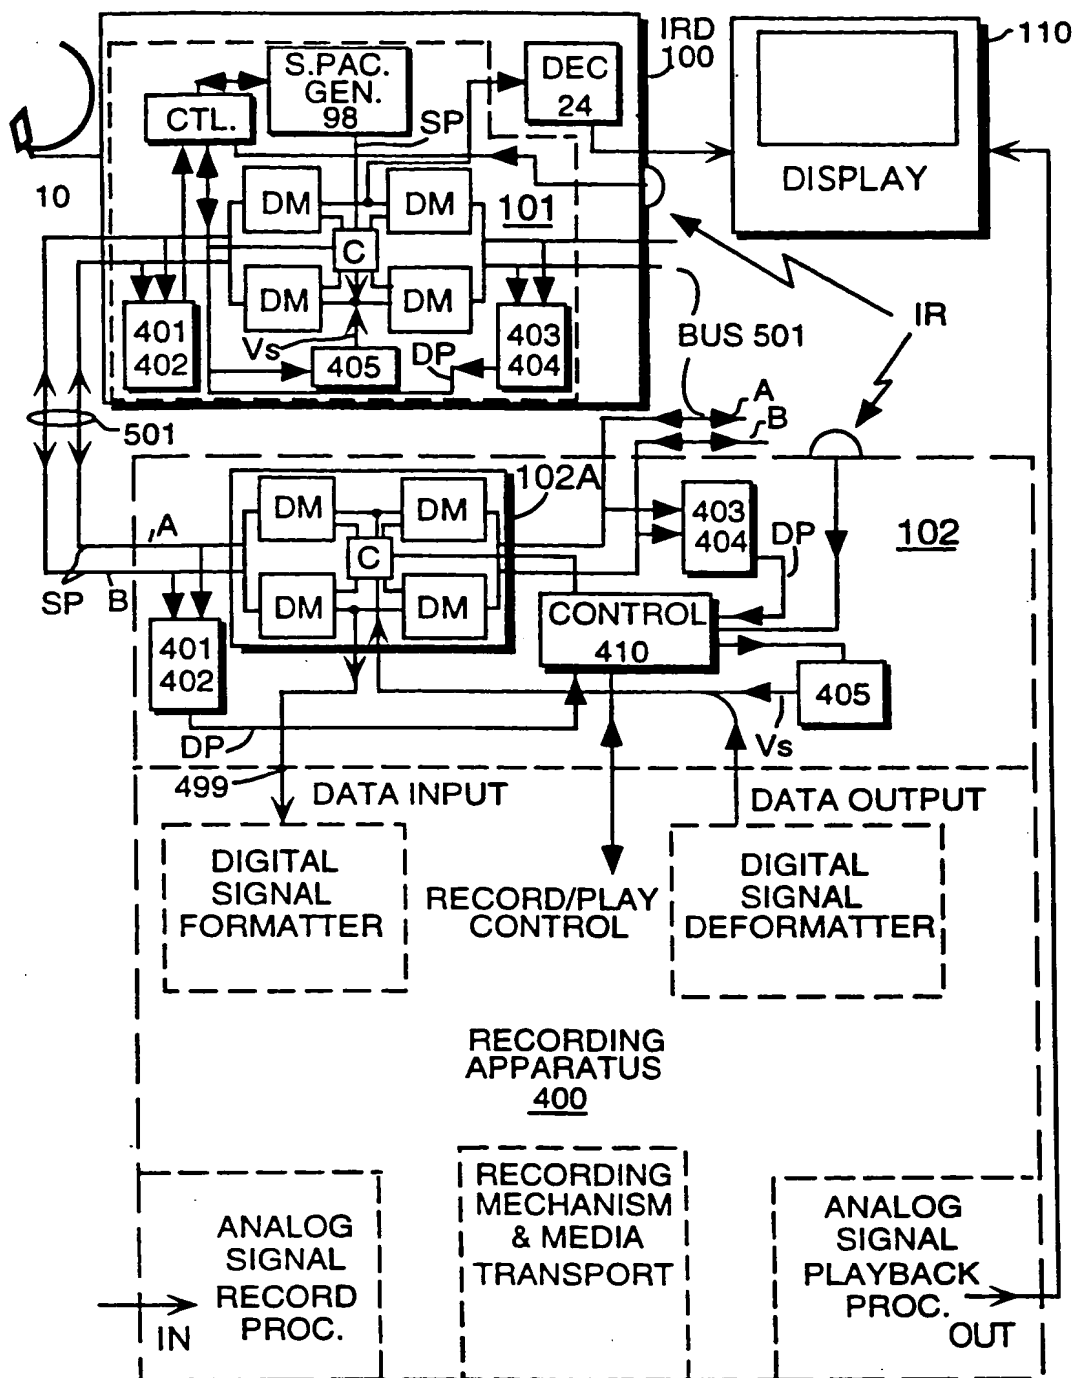 IRD
100
110
S.PAC.
GEN.
98
DEC
24
CTL.
SP
DISPLAY
10
DM
DM
101
C
DM
DM
401
402
Vs
405
DP
403
404
BUS 501
IR
A
B
501
102A
DM
DM
403
404
102
A
C
DP
SP
B
DM
DM
CONTROL
410
401
402
405
DP
Vs
499
DATA INPUT
DATA OUTPUT
DIGITAL
SIGNAL
FORMATTER
RECORD/PLAY
CONTROL
DIGITAL
SIGNAL
DEFORMATTER
RECORDING
APPARATUS
400
ANALOG
SIGNAL
RECORD
PROC.
IN
RECORDING
MECHANISM
& MEDIA
TRANSPORT
ANALOG
SIGNAL
PLAYBACK
PROC.
OUT